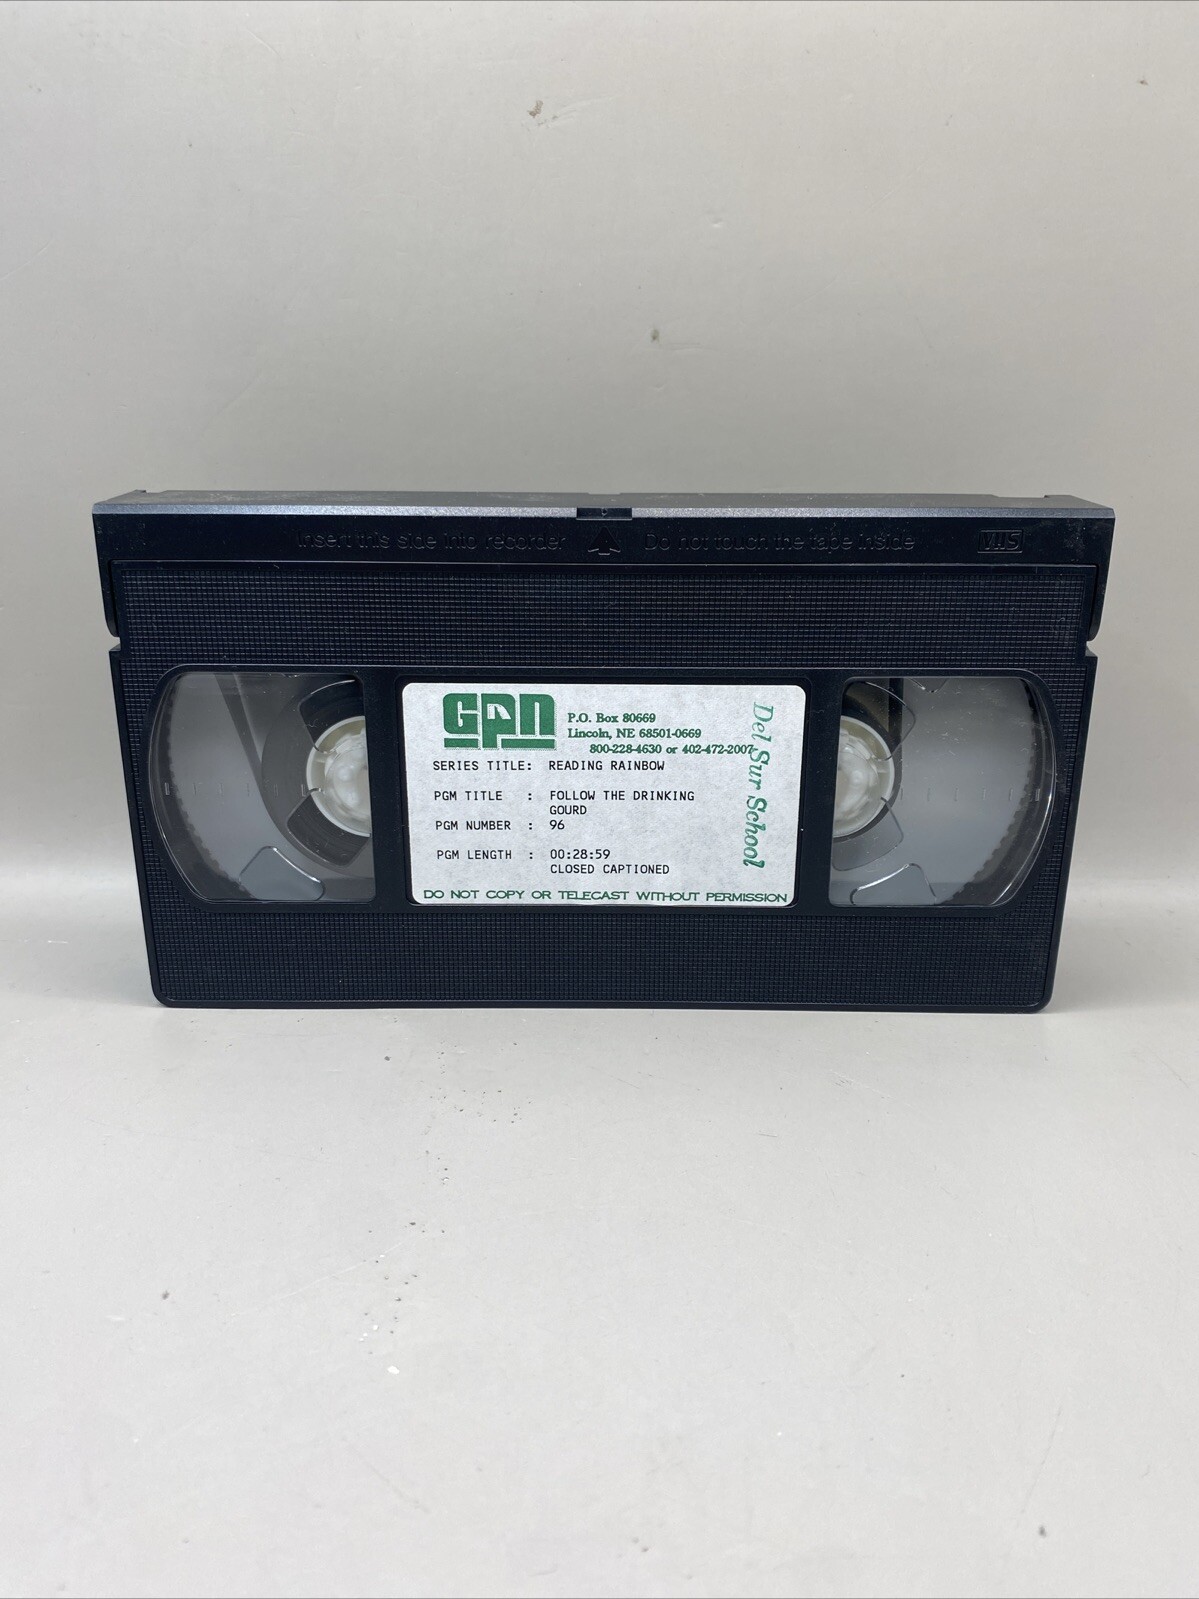 Insert this side into recorder Do not touch the tape inside VHS
GPN
P.O. Box 80669
Lincoln, NE 68501-0669
800-228-4630 or 402-472-2007
SERIES TITLE: READING RAINBOW
PGM TITLE : FOLLOW THE DRINKING
GOURD
PGM NUMBER : 96
PGM LENGTH : 00:28:59
CLOSED CAPTIONED
DO NOT COPY OR TELECAST WITHOUT PERMISSION
Del Sur School